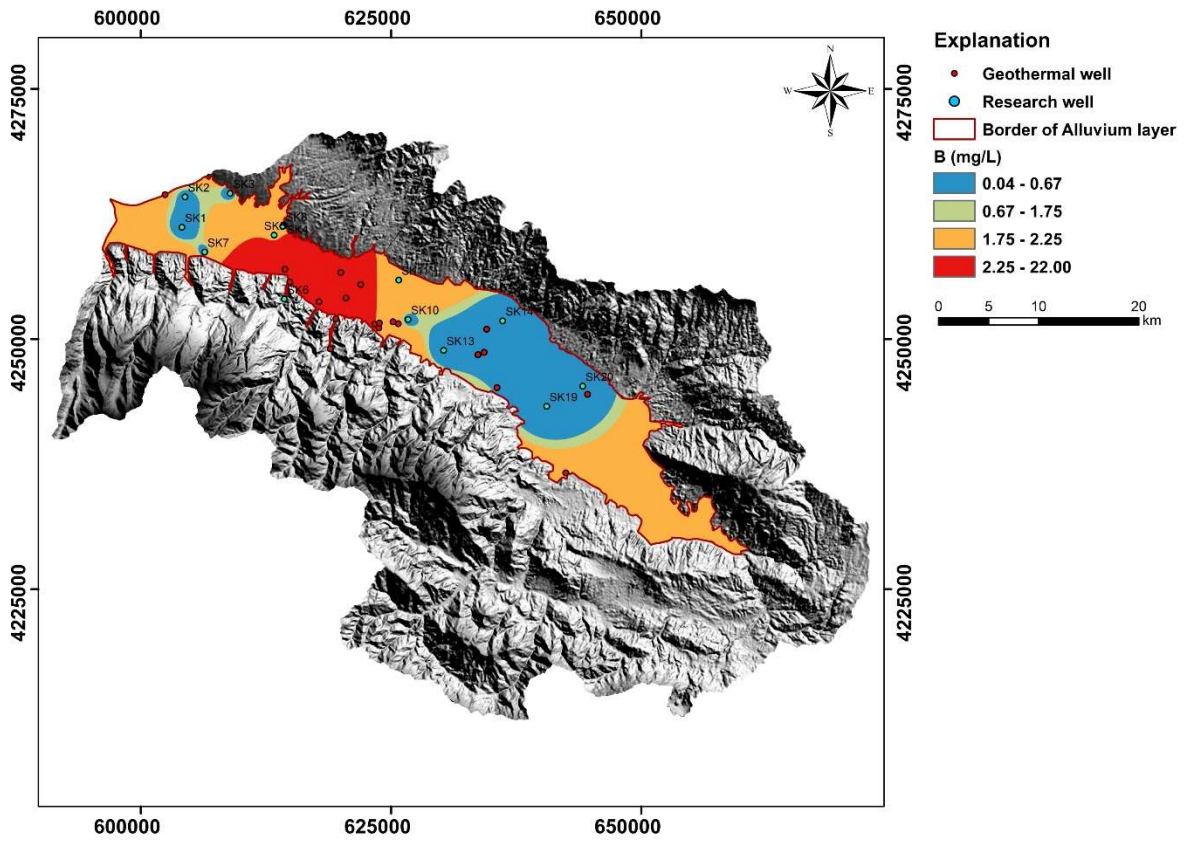 600000 625000 650000
Explanation
Geothermal well
Research well
Border of Alluvium layer
B (mg/L)
0.04 - 0.67
0.67 - 1.75
1.75 - 2.25
2.25 - 22.00
0 5 10 20
km
N
W E
S
4275000 4275000
SK2 SK3
SK1
SK7
SK6
SK10
SK13
SK19
SK20
4250000 4250000
4225000 4225000
600000 625000 650000